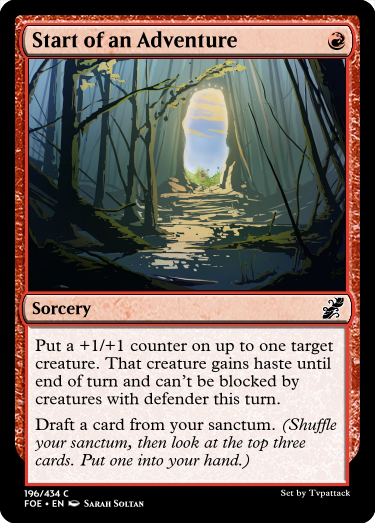 Start of an Adventure
Sorcery
Put a +1/+1 counter on up to one target
creature. That creature gains haste until
end of turn and can't be blocked by
creatures with defender this turn.
Draft a card from your sanctum. (Shuffle
your sanctum, then look at the top three
cards. Put one into your hand.)
196/434 C
FOE • EN Sarah Soltan
Set by Tvpattack